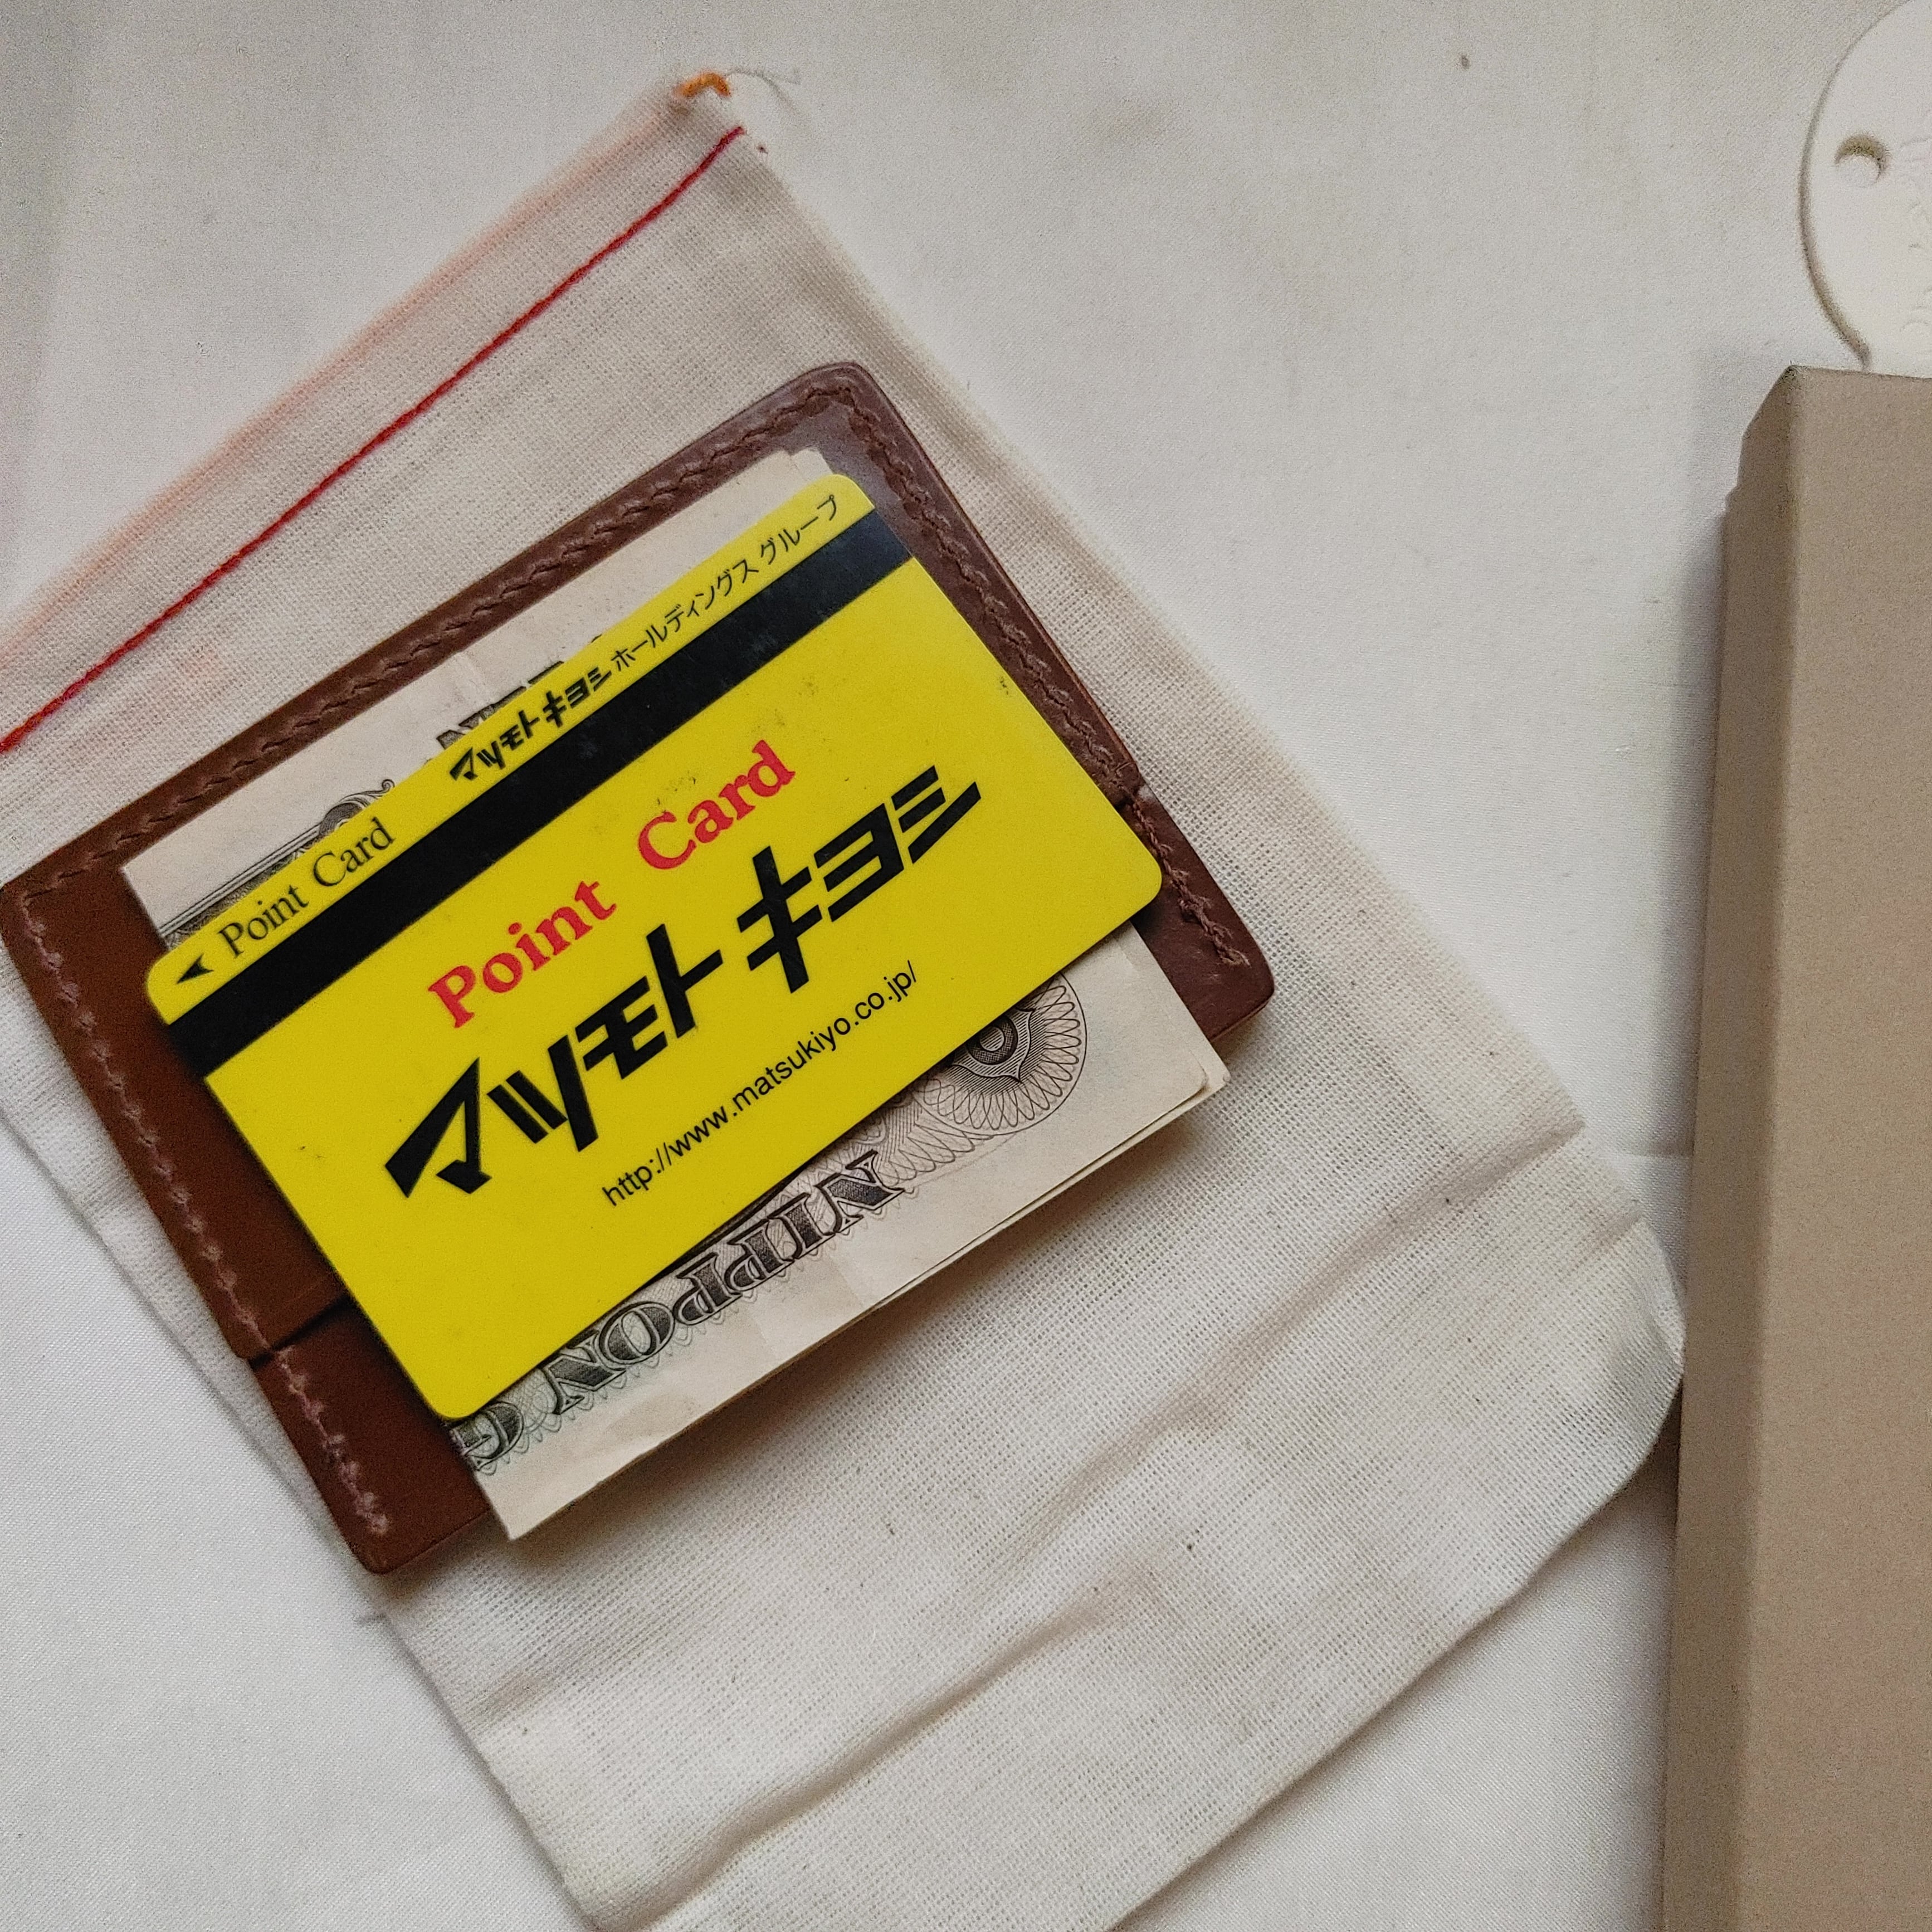 マツモトキヨシ ホールディングス グループ
Point Card
Point Card
マツモトキヨシ
http://www.matsukiyo.co.jp/
NIPPON G